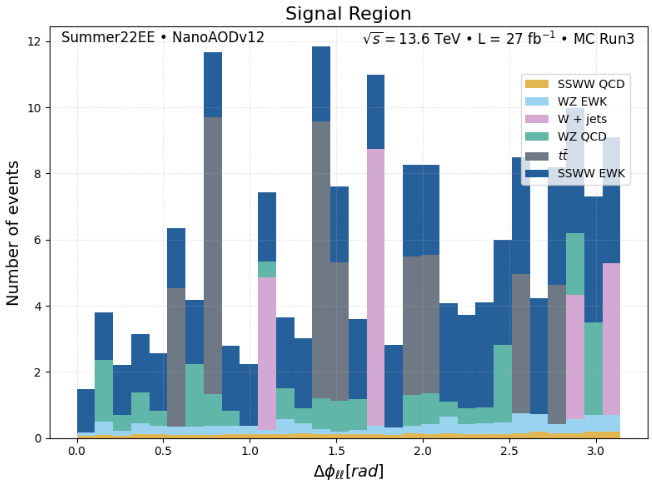 Signal Region
Summer22EE • NanoAODv12
√s = 13.6 TeV • L = 27 fb⁻¹ • MC Run3
SSWW QCD
WZ EWK
W + jets
WZ QCD
tt̄
SSWW EWK
Number of events
12
10
8
6
4
2
0
0.0 0.5 1.0 1.5 2.0 2.5 3.0
Δϕ_ℓℓ[rad]